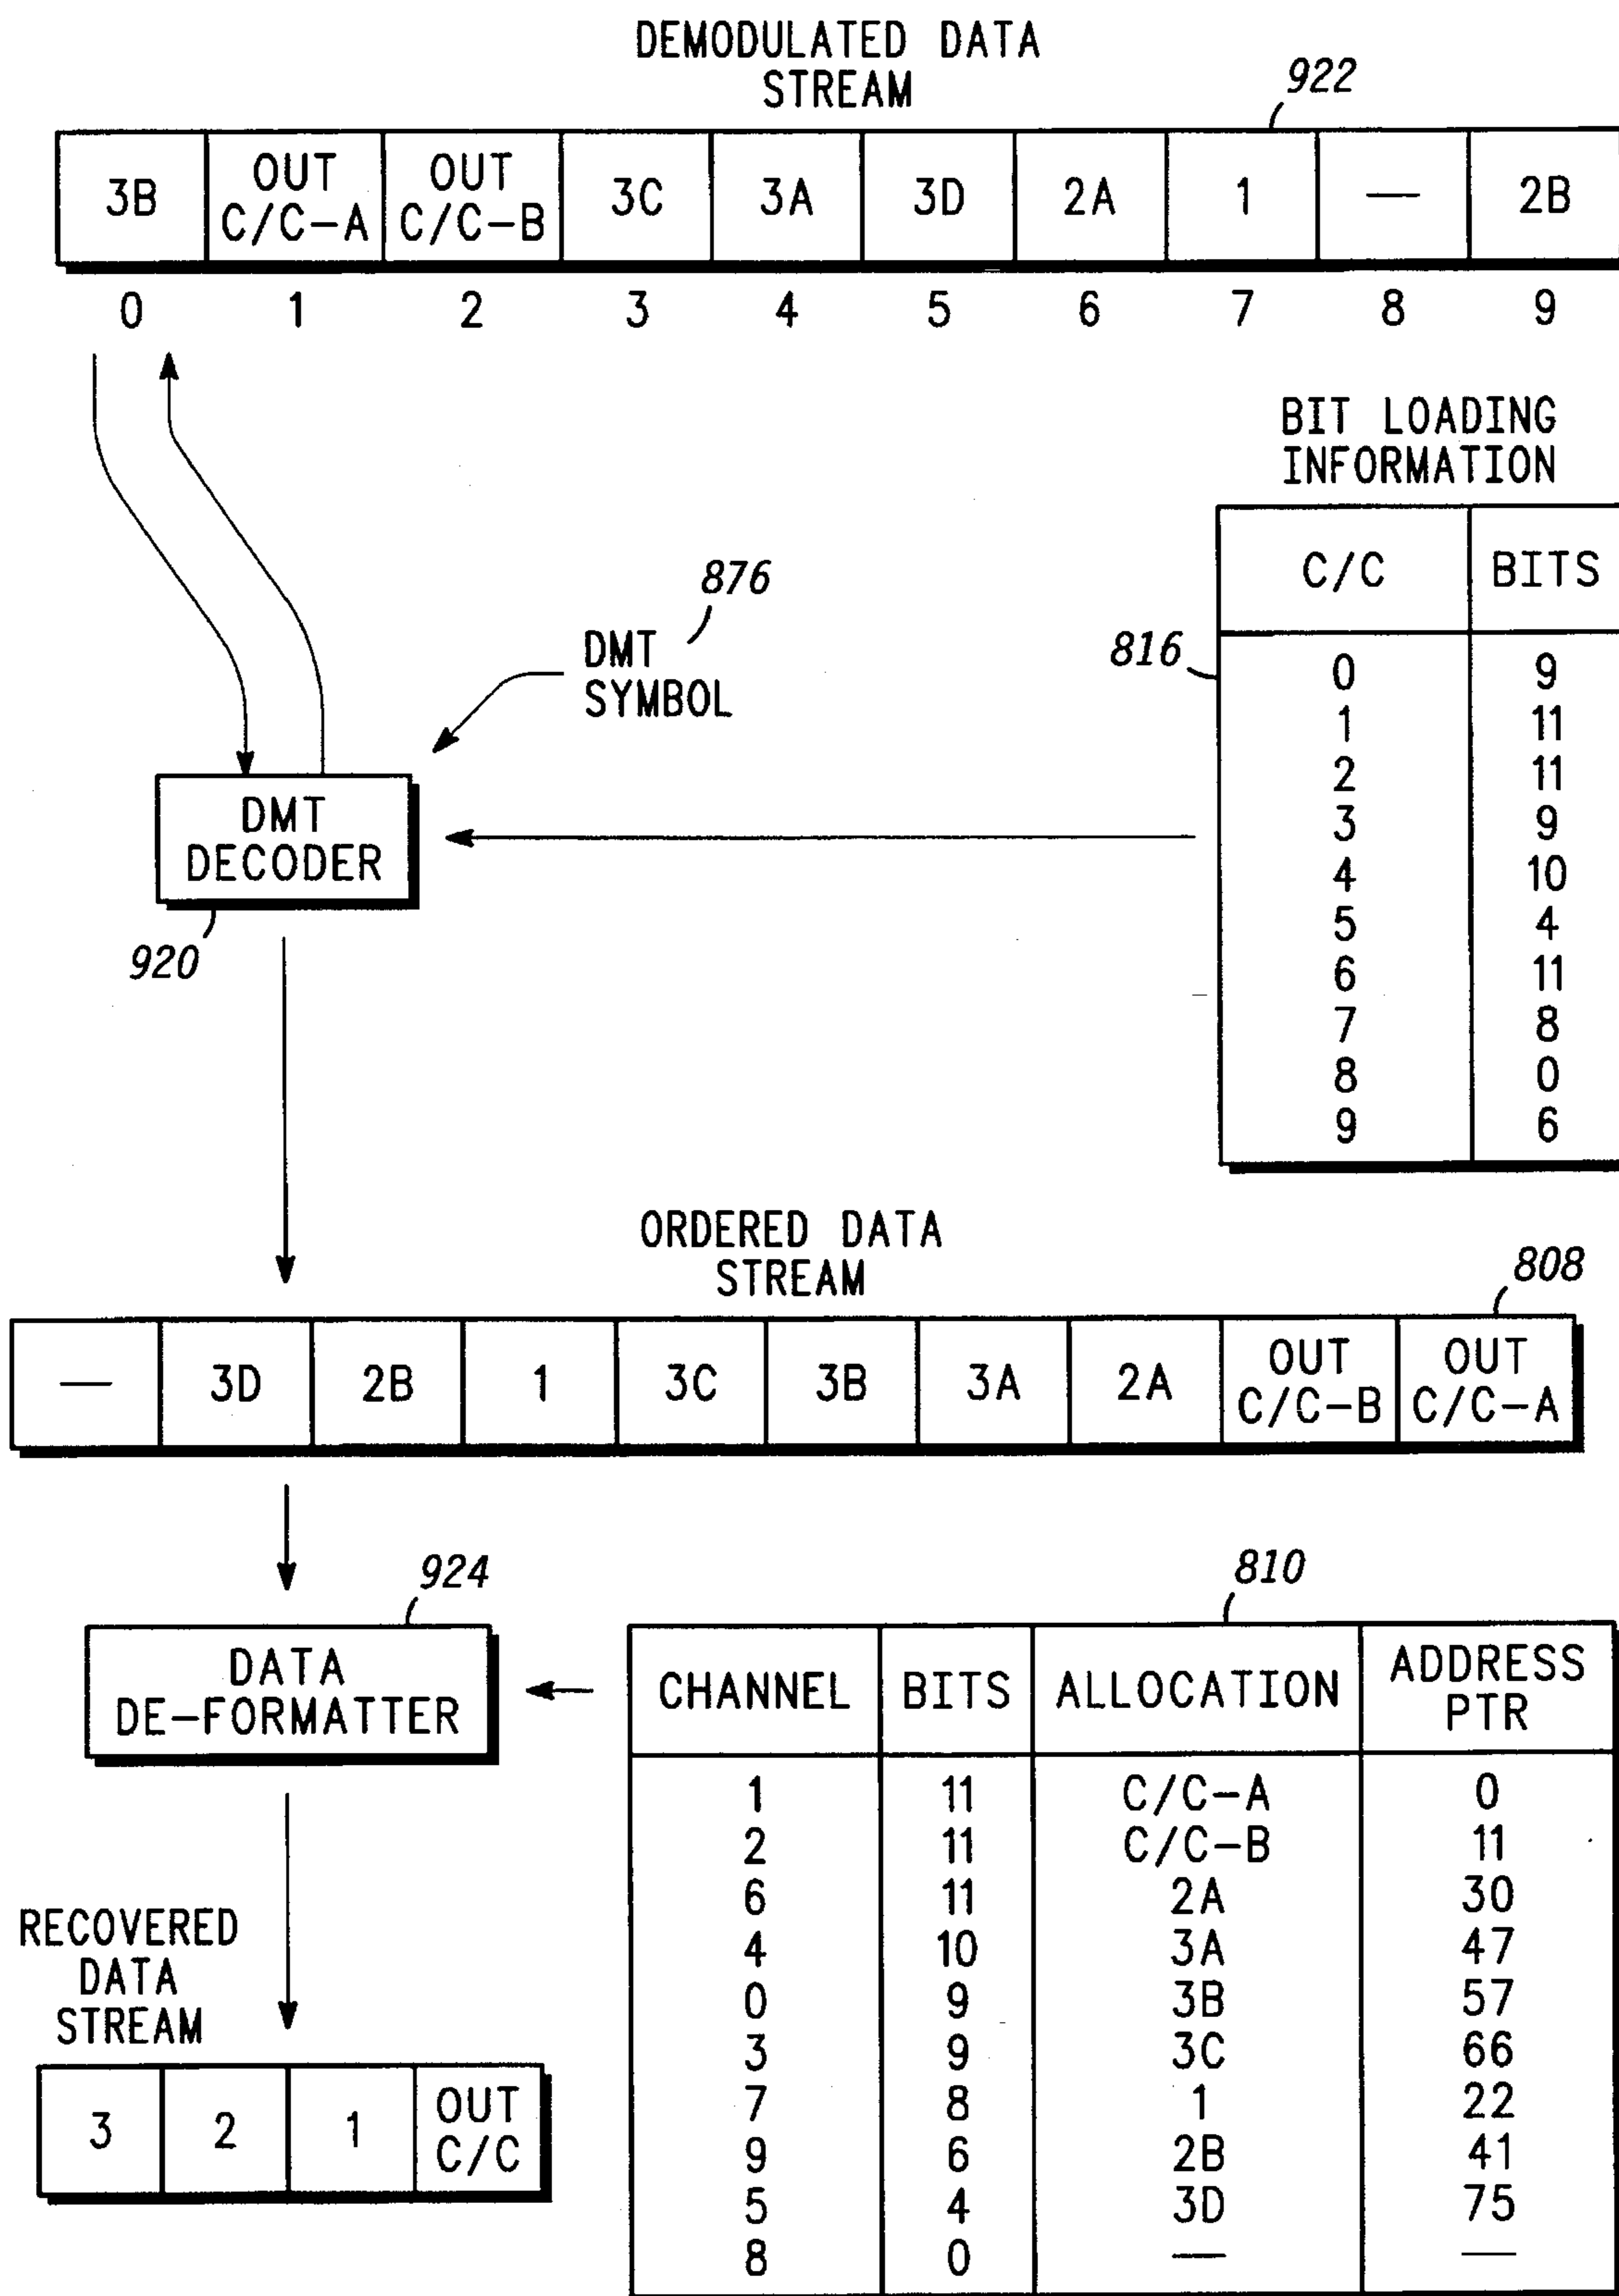 DEMODULATED DATA
STREAM
922
3B OUT C/C-A OUT C/C-B 3C 3A 3D 2A 1 — 2B
0 1 2 3 4 5 6 7 8 9
BIT LOADING
INFORMATION
C/C BITS
816
0 9
1 11
2 11
3 9
4 10
5 4
6 11
7 8
8 0
9 6
876
DMT
SYMBOL
DMT
DECODER
920
ORDERED DATA
STREAM
808
— 3D 2B 1 3C 3B 3A 2A OUT C/C-B OUT C/C-A
924
DATA
DE-FORMATTER
810
CHANNEL BITS ALLOCATION ADDRESS PTR
1 11 C/C-A 0
2 11 C/C-B 11
6 11 2A 30
4 10 3A 47
0 9 3B 57
3 9 3C 66
7 8 1 22
9 6 2B 41
5 4 3D 75
8 0 — —
RECOVERED
DATA
STREAM
3 2 1 OUT C/C